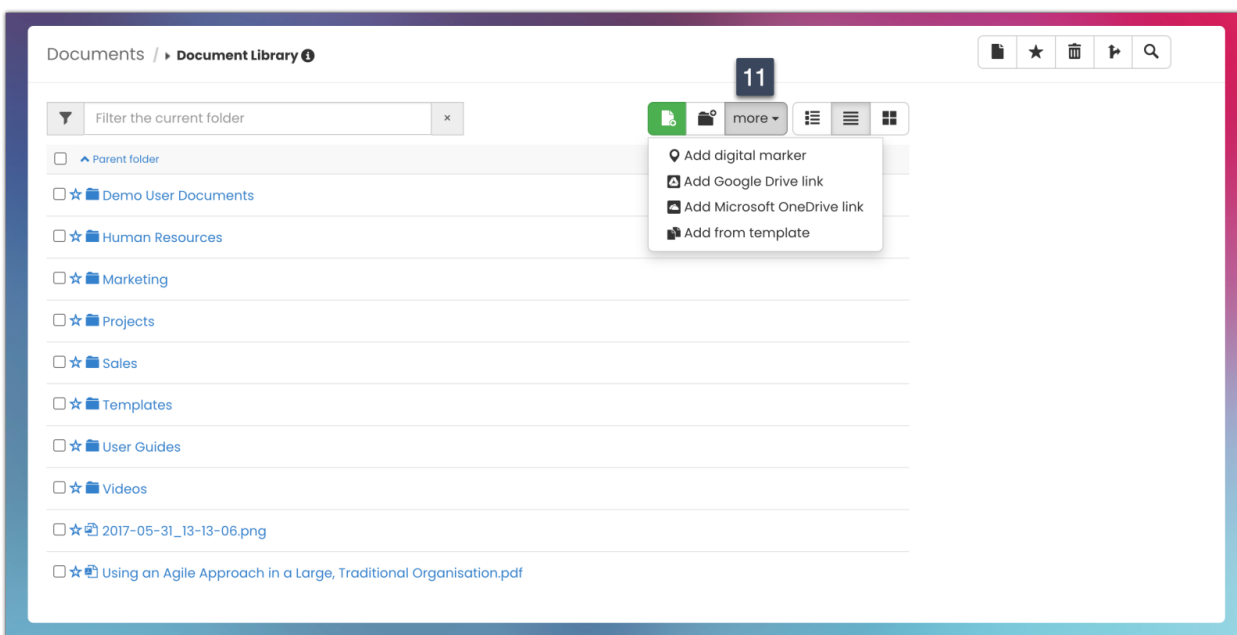 Documents / Document Library
11
Filter the current folder ×
more
Parent folder
Add digital marker
Add Google Drive link
Add Microsoft OneDrive link
Add from template
Demo User Documents
Human Resources
Marketing
Projects
Sales
Templates
User Guides
Videos
2017-05-31_13-13-06.png
Using an Agile Approach in a Large, Traditional Organisation.pdf